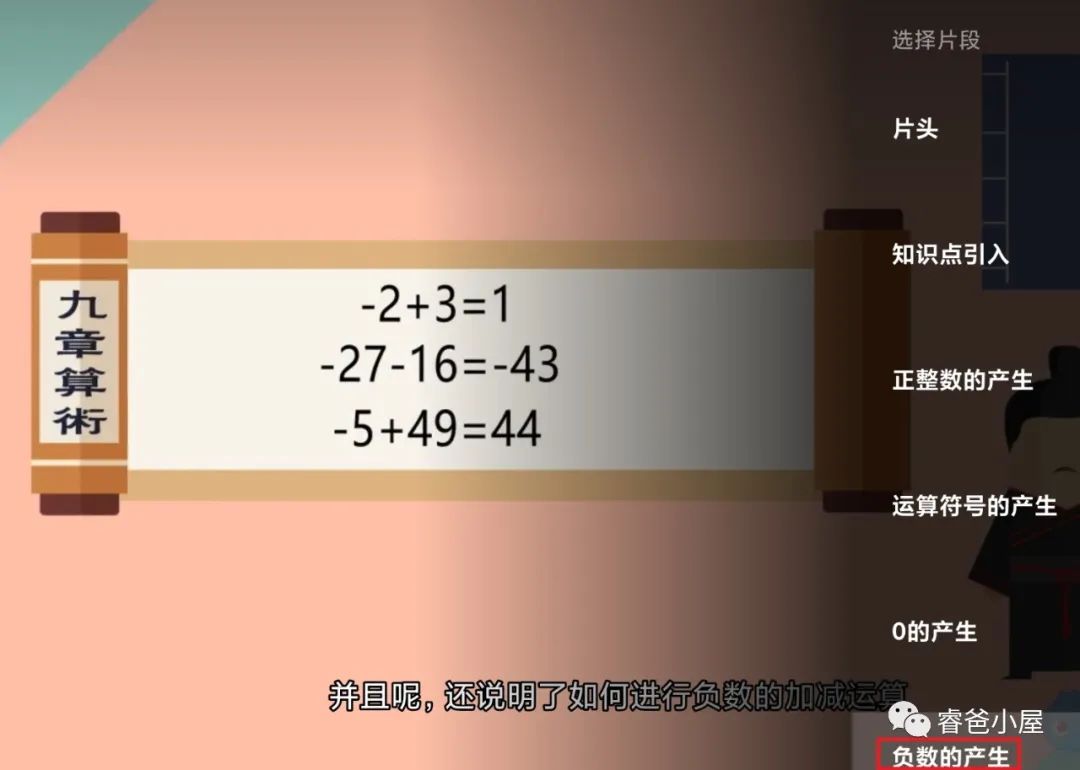 九章算術
-2+3=1
-27-16=-43
-5+49=44
并且呢，还说明了如何进行负数的加减运算
选择片段
片头
知识点引入
正整数的产生
运算符号的产生
0的产生
睿爸小屋
负数的产生